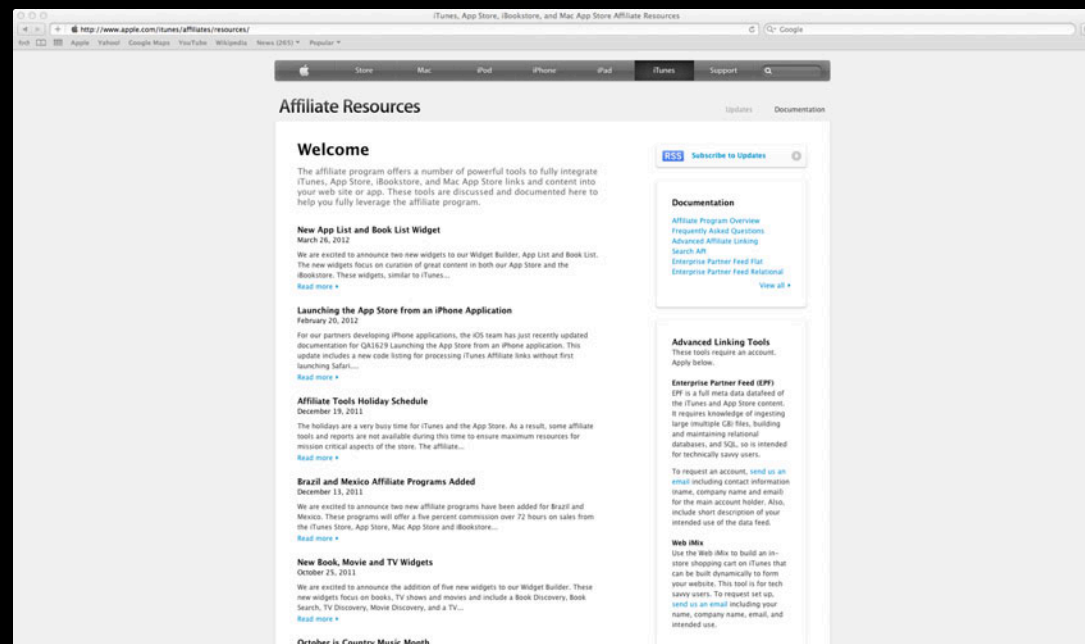 iTunes, App Store, iBookstore, and Mac App Store Affiliate Resources
http://www.apple.com/itunes/affiliates/resources/
Google
Apple Yahoo! Google Maps YouTube Wikipedia News (265) Popular
Store Mac iPod iPhone iPad iTunes Support
Affiliate Resources
Updates Documentation
Welcome
The affiliate program offers a number of powerful tools to fully integrate
iTunes, App Store, iBookstore, and Mac App Store links and content into
your web site or app. These tools are discussed and documented here to
help you fully leverage the affiliate program.
New App List and Book List Widget
March 26, 2012
We are excited to announce two new widgets to our Widget Builder, App List and Book List.
The new widgets focus on curation of great content in both our App Store and the
iBookstore. These widgets, similar to iTunes...
Read more
Launching the App Store from an iPhone Application
February 20, 2012
For our partners developing iPhone applications, the iOS team has just recently updated
documentation for QA1629 Launching the App Store from an iPhone application. This
update includes a new code listing for processing iTunes Affiliate links without first
launching Safari....
Read more
Affiliate Tools Holiday Schedule
December 19, 2011
The holidays are a very busy time for iTunes and the App Store. As a result, some affiliate
tools and reports are not available during this time to ensure maximum resources for
mission critical aspects of the store. The affiliate...
Read more
Brazil and Mexico Affiliate Programs Added
December 13, 2011
We are excited to announce two new affiliate programs have been added for Brazil and
Mexico. These programs will offer a five percent commission over 72 hours on sales from
the iTunes Store, App Store, Mac App Store and iBookstore...
Read more
New Book, Movie and TV Widgets
October 25, 2011
We are excited to announce the addition of five new widgets to our Widget Builder. These
new widgets focus on books, TV shows and movies and include a Book Discovery, Book
Search, TV Discovery, Movie Discovery, and a TV...
Read more
October is Country Music Month
RSS Subscribe to Updates
Documentation
Affiliate Program Overview
Frequently Asked Questions
Advanced Affiliate Linking
Search API
Enterprise Partner Feed Flat
Enterprise Partner Feed Relational
View all
Advanced Linking Tools
These tools require an account.
Apply below.
Enterprise Partner Feed (EPF)
EPF is a full meta data datafeed of
the iTunes and App Store content.
It requires knowledge of ingesting
large (multiple GB) files, building
and maintaining relational
databases, and SQL, so is intended
for technically savvy users.
To request an account, send us an
email including contact information
(name, company name and email)
for the main account holder. Also,
include short description of your
intended use of the data feed.
Web iMix
Use the Web iMix to build an in-
store shopping cart on iTunes that
can be built dynamically to form
your website. This tool is for tech
savvy users. To request set up,
send us an email including your
name, company name, email, and
intended use.